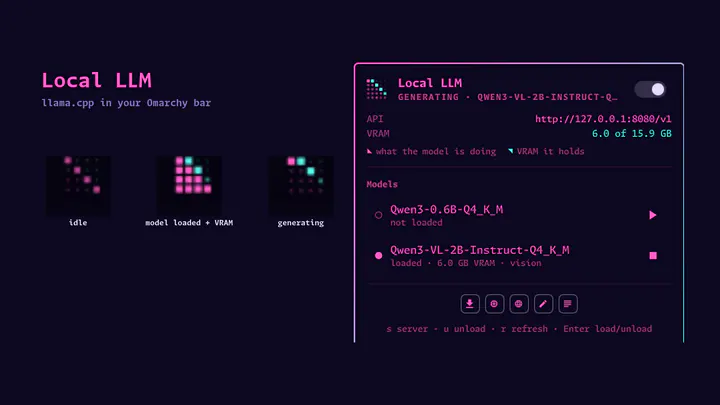 Local LLM
llama.cpp in your Omarchy bar
idle
model loaded + VRAM
generating
Local LLM
GENERATING · QWEN3-VL-2B-INSTRUCT-Q…
API http://127.0.0.1:8080/v1
VRAM 6.0 of 15.9 GB
what the model is doing VRAM it holds
Models
Qwen3-0.6B-Q4_K_M
not loaded
Qwen3-VL-2B-Instruct-Q4_K_M
loaded · 6.0 GB VRAM · vision
s server · u unload · r refresh · Enter load/unload